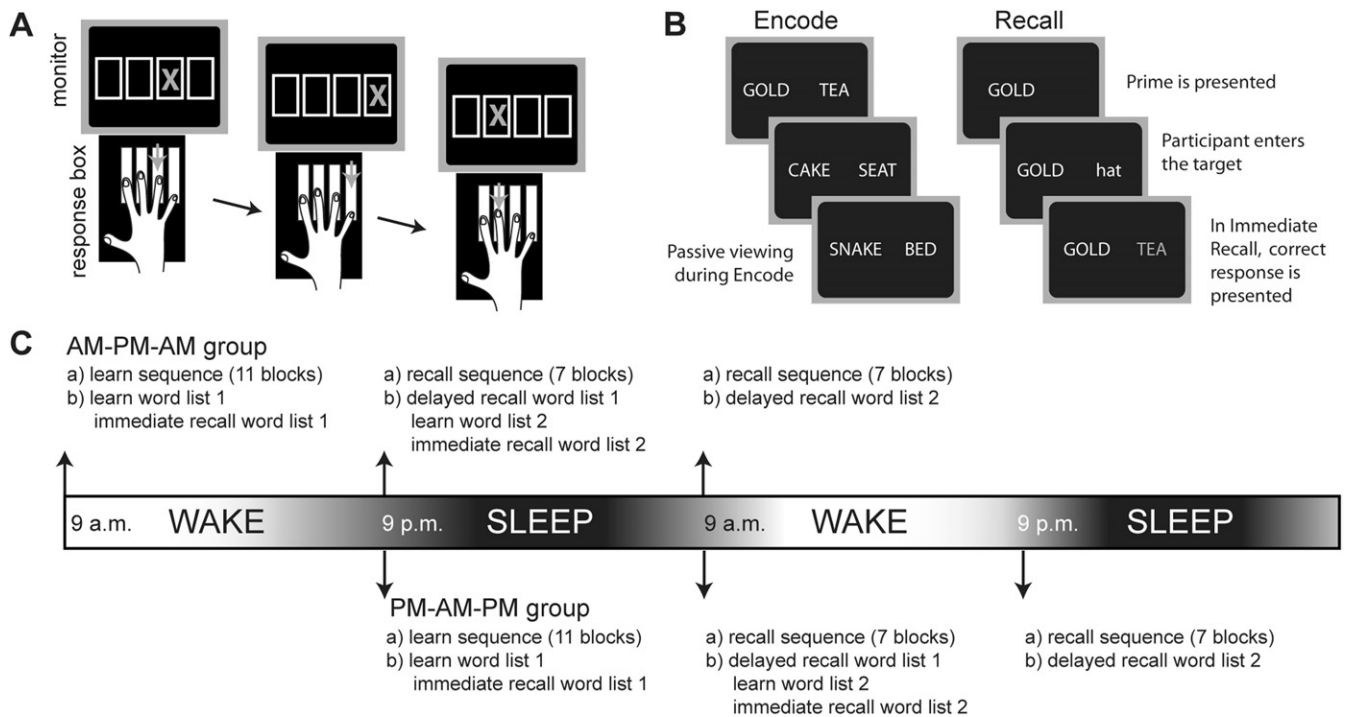 A
monitor
response box
X
X
X
B
Encode
GOLD TEA
CAKE SEAT
SNAKE BED
Passive viewing
during Encode
Recall
GOLD
Prime is presented
GOLD hat
Participant enters
the target
GOLD TEA
In Immediate
Recall, correct
response is
presented
C
AM-PM-AM group
a) learn sequence (11 blocks)
b) learn word list 1
immediate recall word list 1
a) recall sequence (7 blocks)
b) delayed recall word list 1
learn word list 2
immediate recall word list 2
a) recall sequence (7 blocks)
b) delayed recall word list 2
9 a.m. WAKE 9 p.m. SLEEP 9 a.m. WAKE 9 p.m. SLEEP
PM-AM-PM group
a) learn sequence (11 blocks)
b) learn word list 1
immediate recall word list 1
a) recall sequence (7 blocks)
b) delayed recall word list 1
learn word list 2
immediate recall word list 2
a) recall sequence (7 blocks)
b) delayed recall word list 2